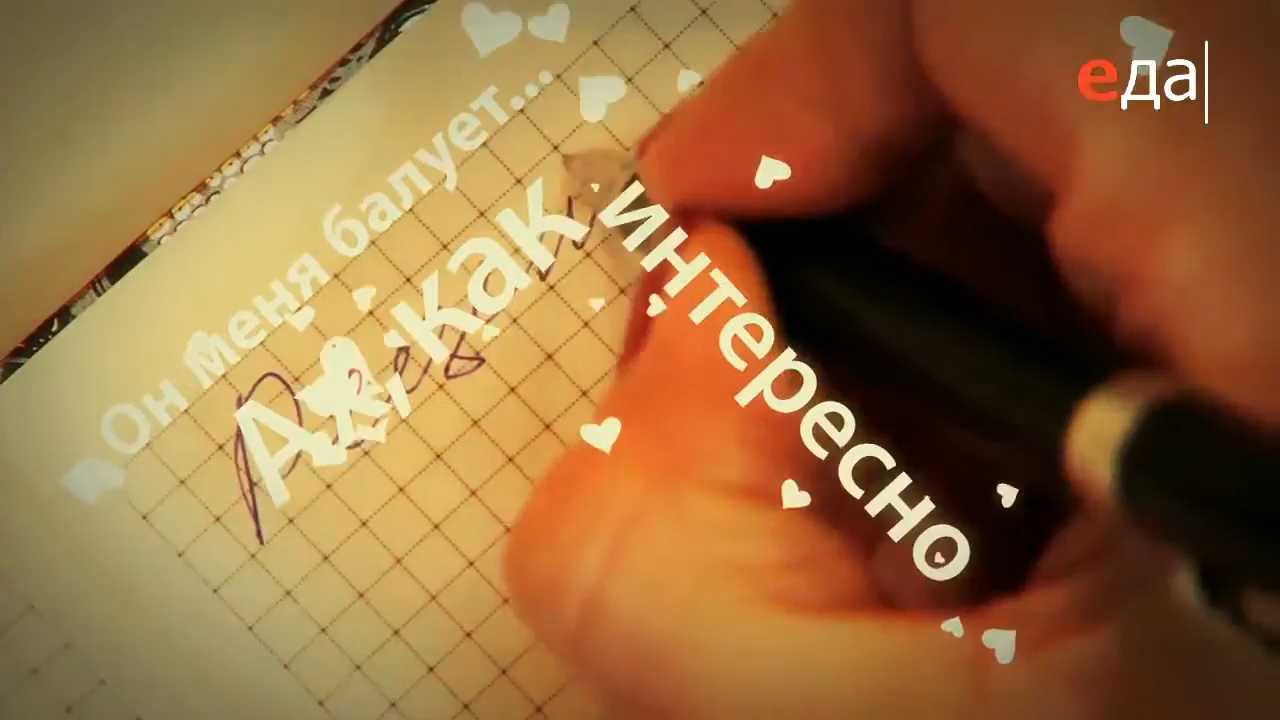 еда
Он меня балует...
Ах, как
интересно